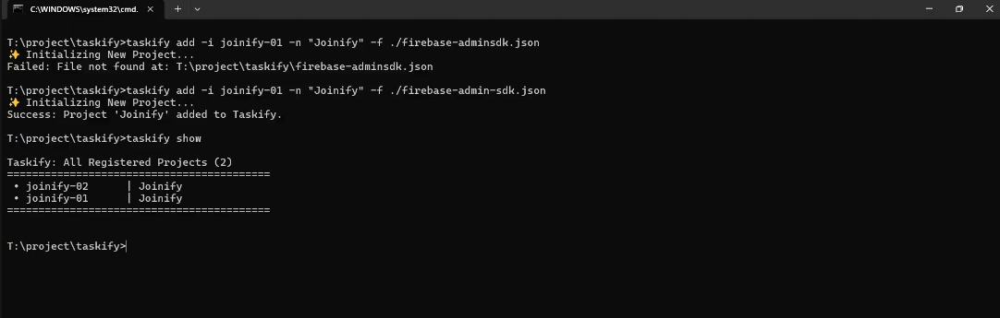 C:\WINDOWS\system32\cmd.
T:\project\taskify>taskify add -i joinify-01 -n "Joinify" -f ./firebase-adminsdk.json
✨ Initializing New Project...
Failed: File not found at: T:\project\taskify\firebase-adminsdk.json
T:\project\taskify>taskify add -i joinify-01 -n "Joinify" -f ./firebase-admin-sdk.json
✨ Initializing New Project...
Success: Project 'Joinify' added to Taskify.
T:\project\taskify>taskify show
Taskify: All Registered Projects (2)
==========================================
• joinify-02      | Joinify
• joinify-01      | Joinify
==========================================
T:\project\taskify>